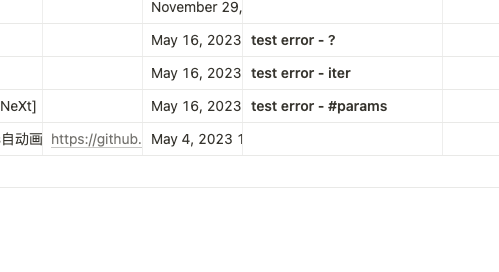 November 29,
May 16, 2023 test error - ?
May 16, 2023 test error - iter
NeXt] May 16, 2023 test error - #params
自动画 https://github. May 4, 2023 1